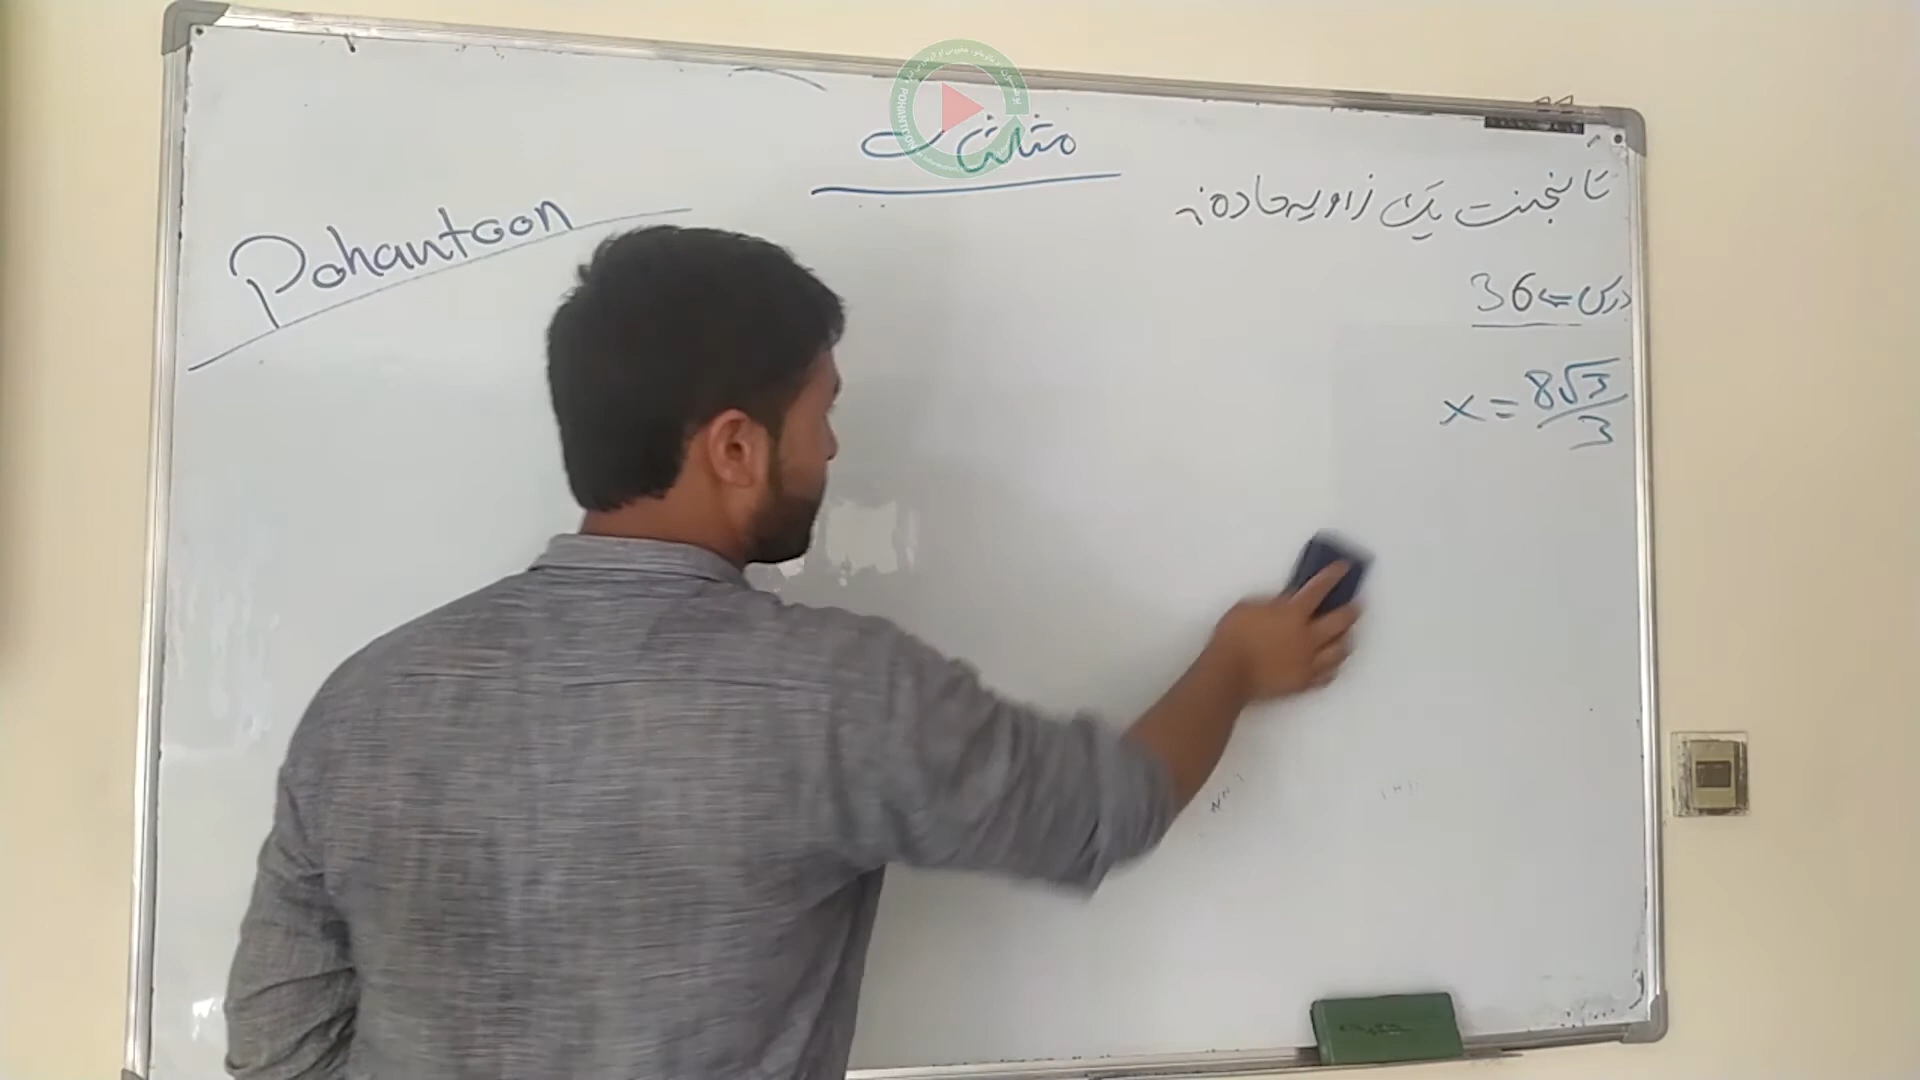 مثلثات
Pohantoon
تانجنت یک زاویه حاده:
درس => 36
x = 8√3/3